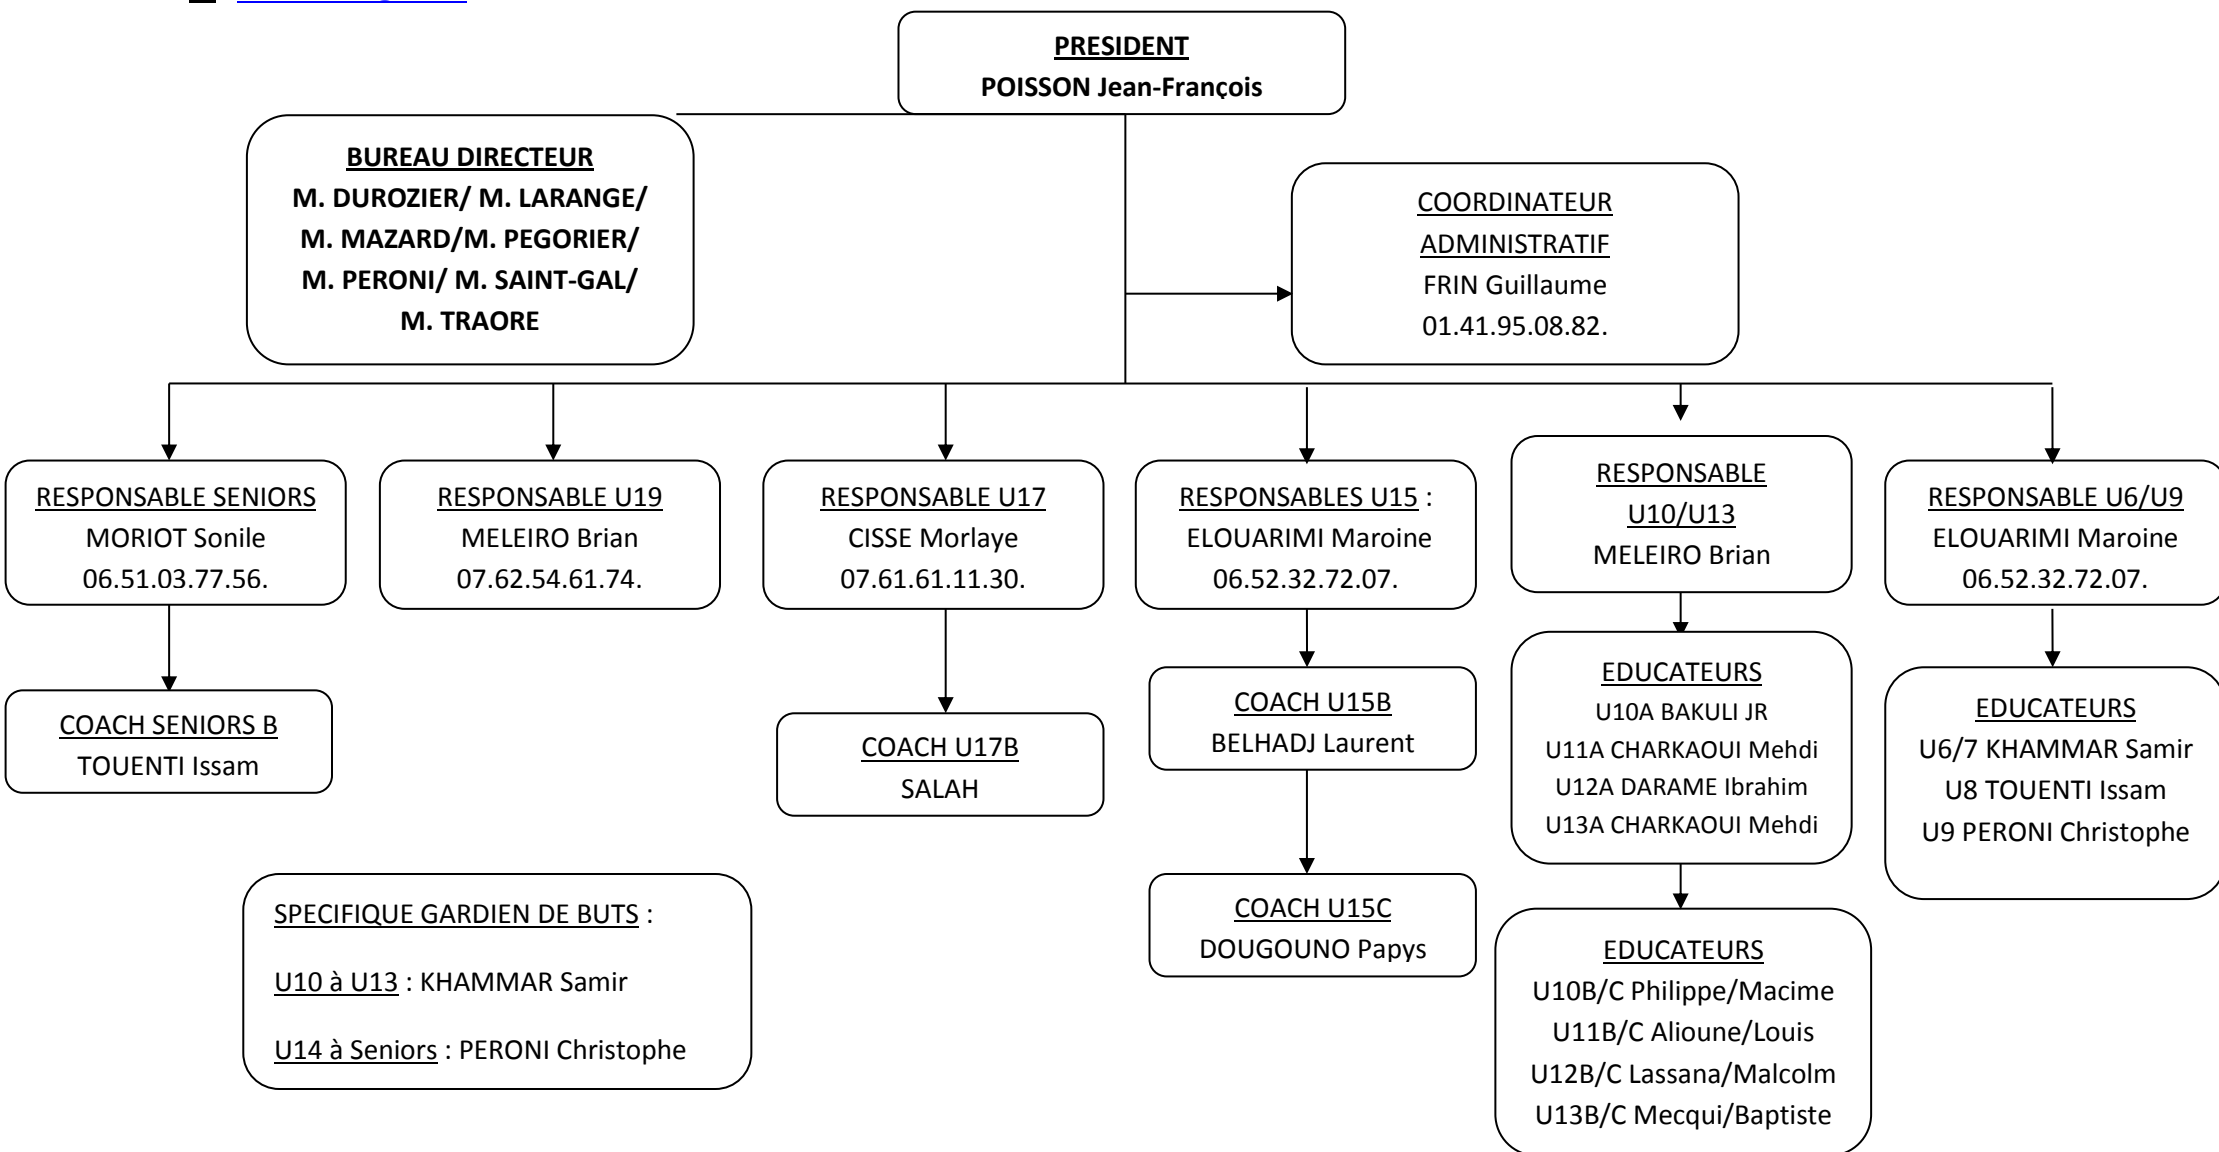 PRESIDENT
POISSON Jean-François
BUREAU DIRECTEUR
M. DUROZIER/ M. LARANGE/
M. MAZARD/M. PEGORIER/
M. PERONI/ M. SAINT-GAL/
M. TRAORE
COORDINATEUR
ADMINISTRATIF
FRIN Guillaume
01.41.95.08.82.
RESPONSABLE SENIORS
MORIOT Sonile
06.51.03.77.56.
RESPONSABLE U19
MELEIRO Brian
07.62.54.61.74.
RESPONSABLE U17
CISSE Morlaye
07.61.61.11.30.
RESPONSABLES U15 :
ELOUARIMI Maroine
06.52.32.72.07.
RESPONSABLE
U10/U13
MELEIRO Brian
RESPONSABLE U6/U9
ELOUARIMI Maroine
06.52.32.72.07.
COACH SENIORS B
TOUENTI Issam
COACH U17B
SALAH
COACH U15B
BELHADJ Laurent
EDUCATEURS
U10A BAKULI JR
U11A CHARKAOUI Mehdi
U12A DARAME Ibrahim
U13A CHARKAOUI Mehdi
EDUCATEURS
U6/7 KHAMMAR Samir
U8 TOUENTI Issam
U9 PERONI Christophe
SPECIFIQUE GARDIEN DE BUTS :
U10 à U13 : KHAMMAR Samir
U14 à Seniors : PERONI Christophe
COACH U15C
DOUGOUNO Papys
EDUCATEURS
U10B/C Philippe/Macime
U11B/C Alioune/Louis
U12B/C Lassana/Malcolm
U13B/C Mecqui/Baptiste